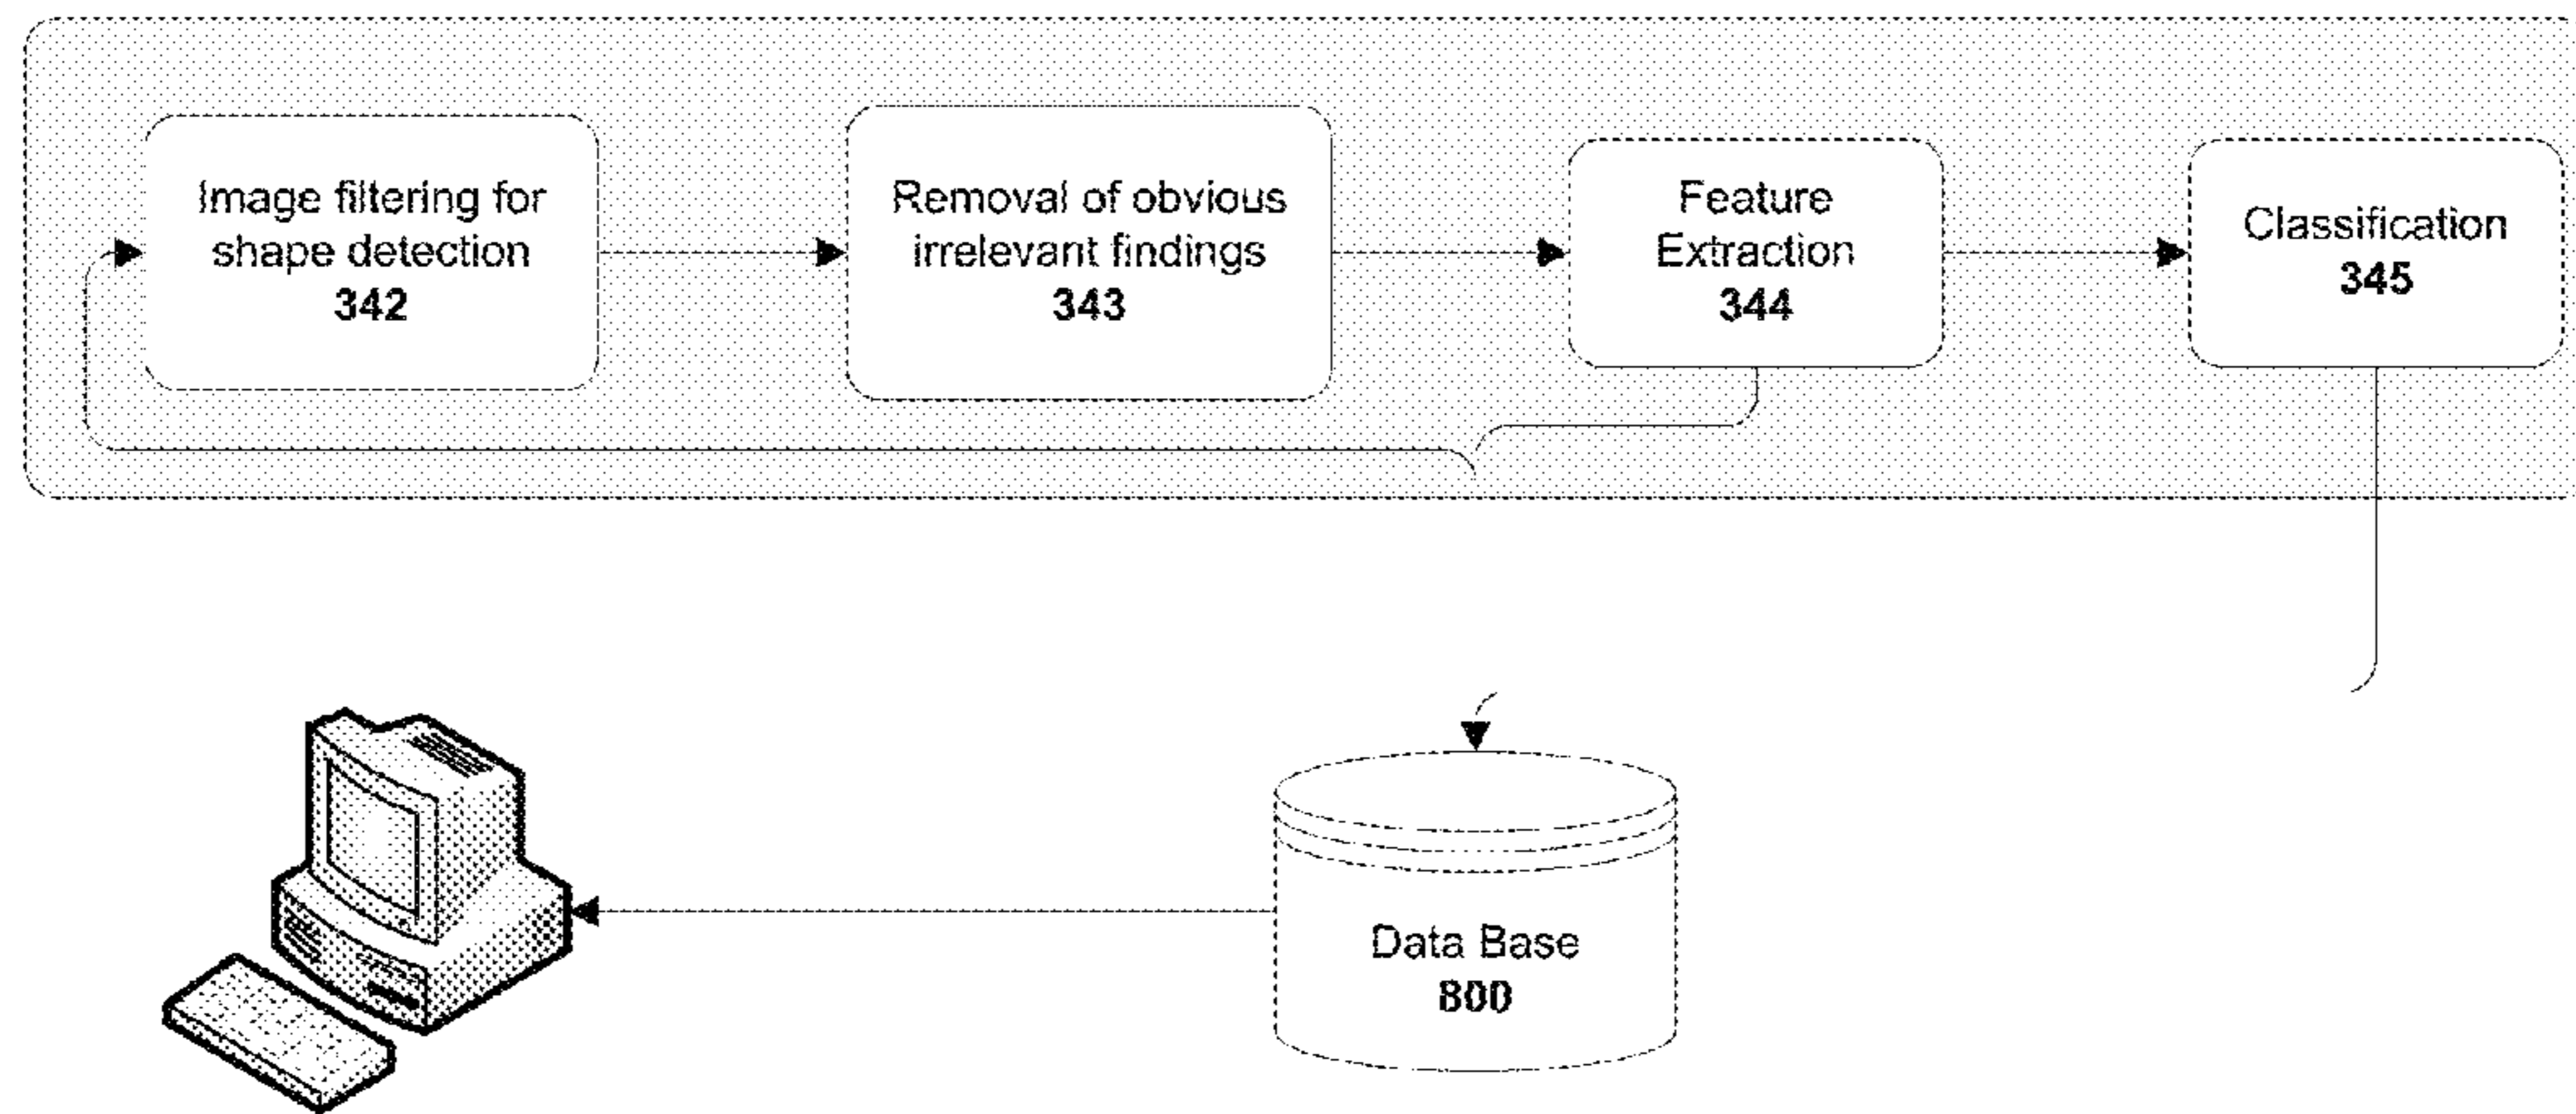 Image filtering for
shape detection
342
Removal of obvious
irrelevant findings
343
Feature
Extraction
344
Classification
345
Data Base
800